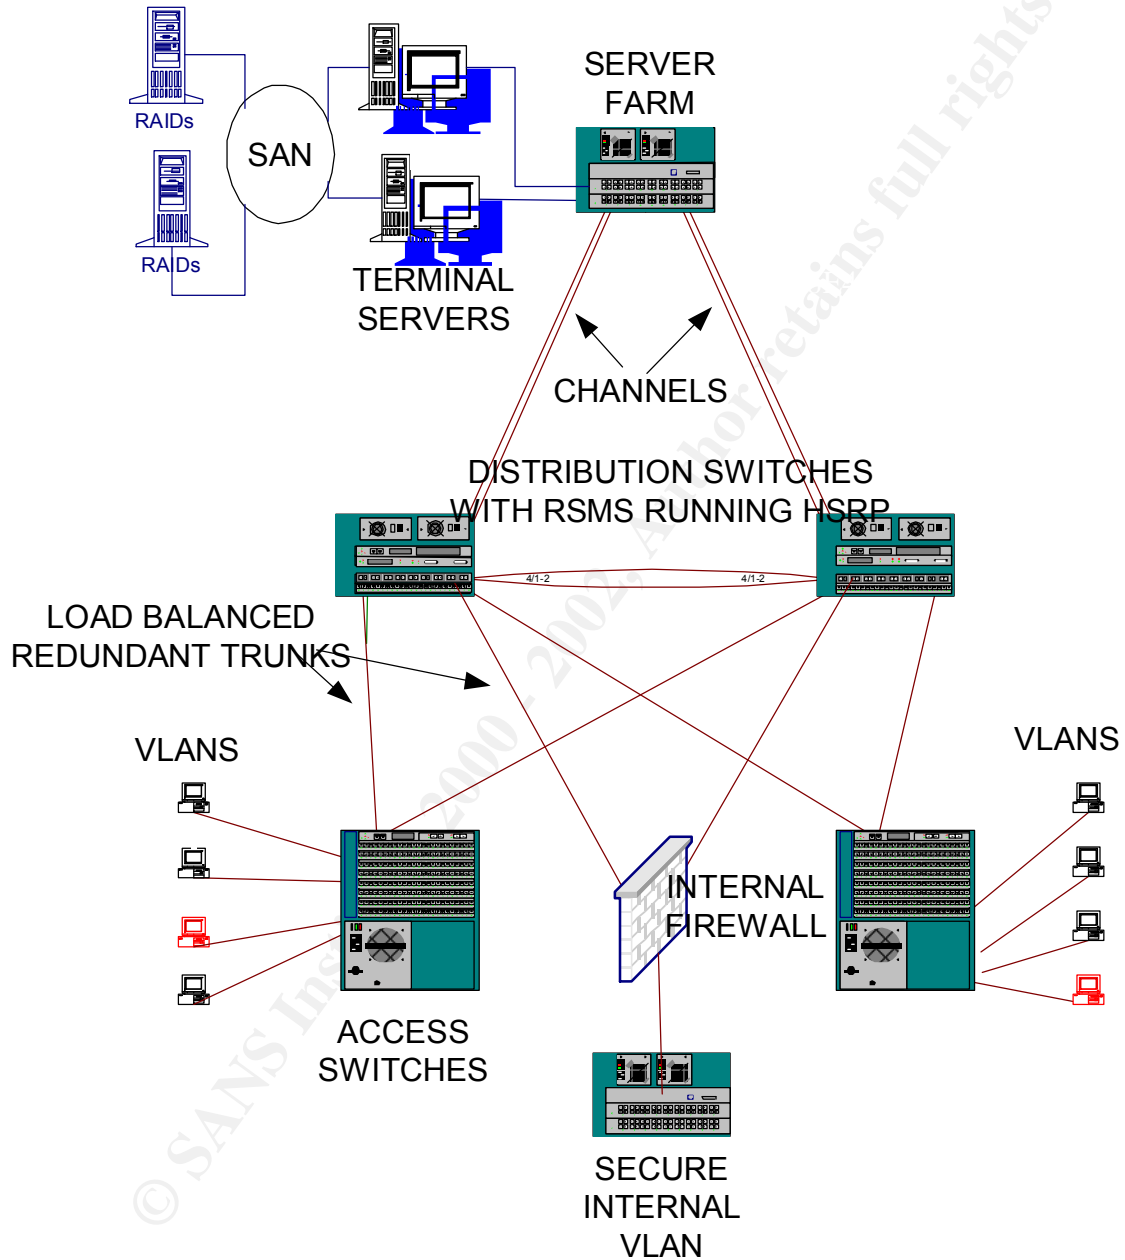 SERVER
FARM
RAIDs
SAN
RAIDs
TERMINAL
SERVERS
CHANNELS
DISTRIBUTION SWITCHES
WITH RSMS RUNNING HSRP
4/1-2
4/1-2
LOAD BALANCED
REDUNDANT TRUNKS
VLANS
VLANS
INTERNAL
FIREWALL
ACCESS
SWITCHES
SECURE
INTERNAL
VLAN
© SANS Inst 2000 - 2002, Author retains full rights